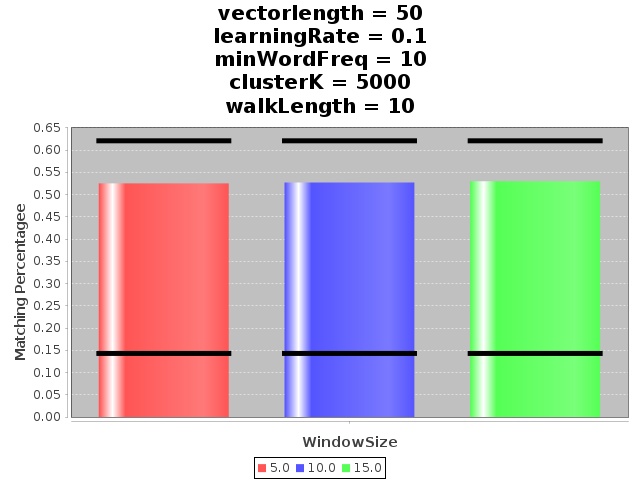 vectorlength = 50
learningRate = 0.1
minWordFreq = 10
clusterK = 5000
walkLength = 10
0.65
0.60
0.55
0.50
0.45
0.40
0.35
0.30
0.25
0.20
0.15
0.10
0.05
0.00
Matching Percentagee
WindowSize
5.0 10.0 15.0